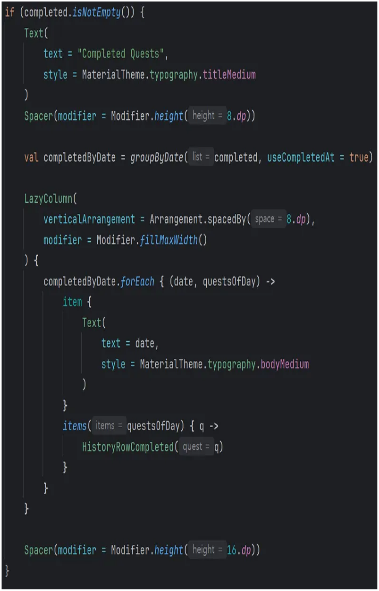 if (completed.isNotEmpty()) {
    Text(
        text = "Completed Quests",
        style = MaterialTheme.typography.titleMedium
    )
    Spacer(modifier = Modifier.height( height = 8.dp))
    val completedByDate = groupByDate( list = completed, useCompletedAt = true)
    LazyColumn(
        verticalArrangement = Arrangement.spacedBy( space = 8.dp),
        modifier = Modifier.fillMaxWidth()
    ) {
        completedByDate.forEach { (date, questsOfDay) ->
            item {
                Text(
                    text = date,
                    style = MaterialTheme.typography.bodyMedium
                )
            }
            items( items = questsOfDay) { q ->
                HistoryRowCompleted( quest = q)
            }
        }
    }
    Spacer(modifier = Modifier.height( height = 16.dp))
}